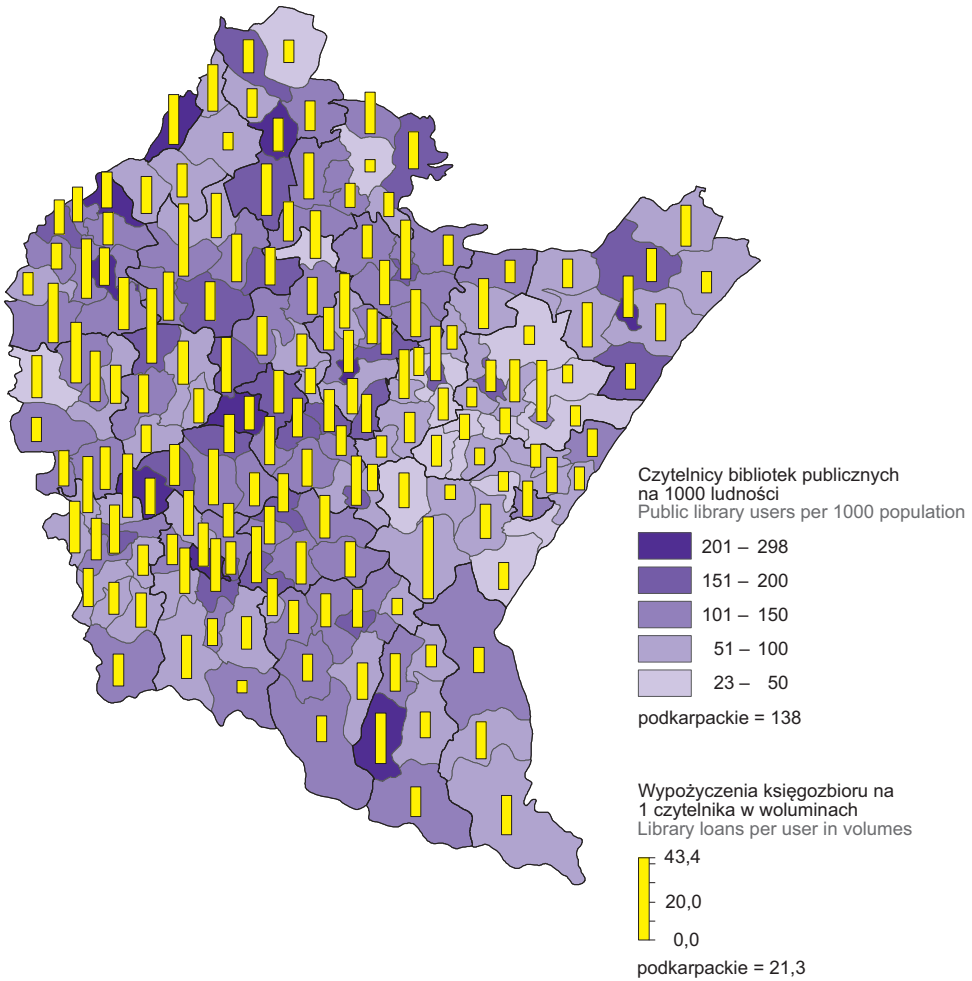 Czytelnicy bibliotek publicznych
na 1000 ludności
Public library users per 1000 population
201 – 298
151 – 200
101 – 150
51 – 100
23 – 50
podkarpackie = 138
Wypożyczenia księgozbioru na
1 czytelnika w woluminach
Library loans per user in volumes
43,4
20,0
0,0
podkarpackie = 21,3